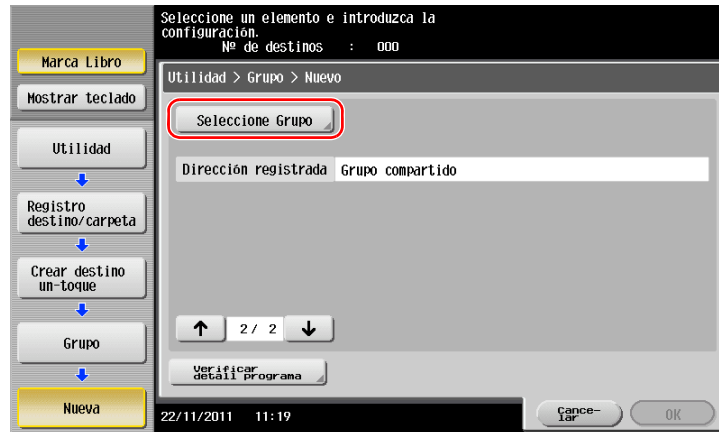 Seleccione un elemento e introduzca la
configuración.
Nº de destinos : 000
Marca Libro
Mostrar teclado
Utilidad
Registro
destino/carpeta
Crear destino
un-toque
Grupo
Nueva
Utilidad > Grupo > Nuevo
Seleccione Grupo
Dirección registrada Grupo compartido
2/ 2
Verificar
detall programa
22/11/2011 11:19
Cance-
lar
OK